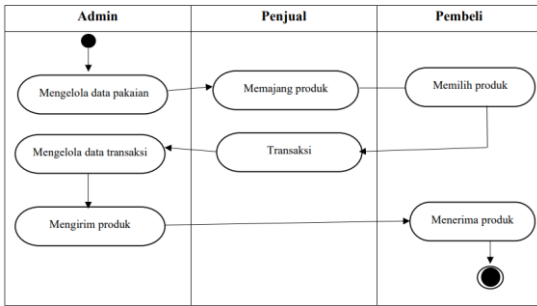 Admin
Penjual
Pembeli
Mengelola data pakaian
Memajang produk
Memilih produk
Mengelola data transaksi
Transaksi
Mengirim produk
Menerima produk